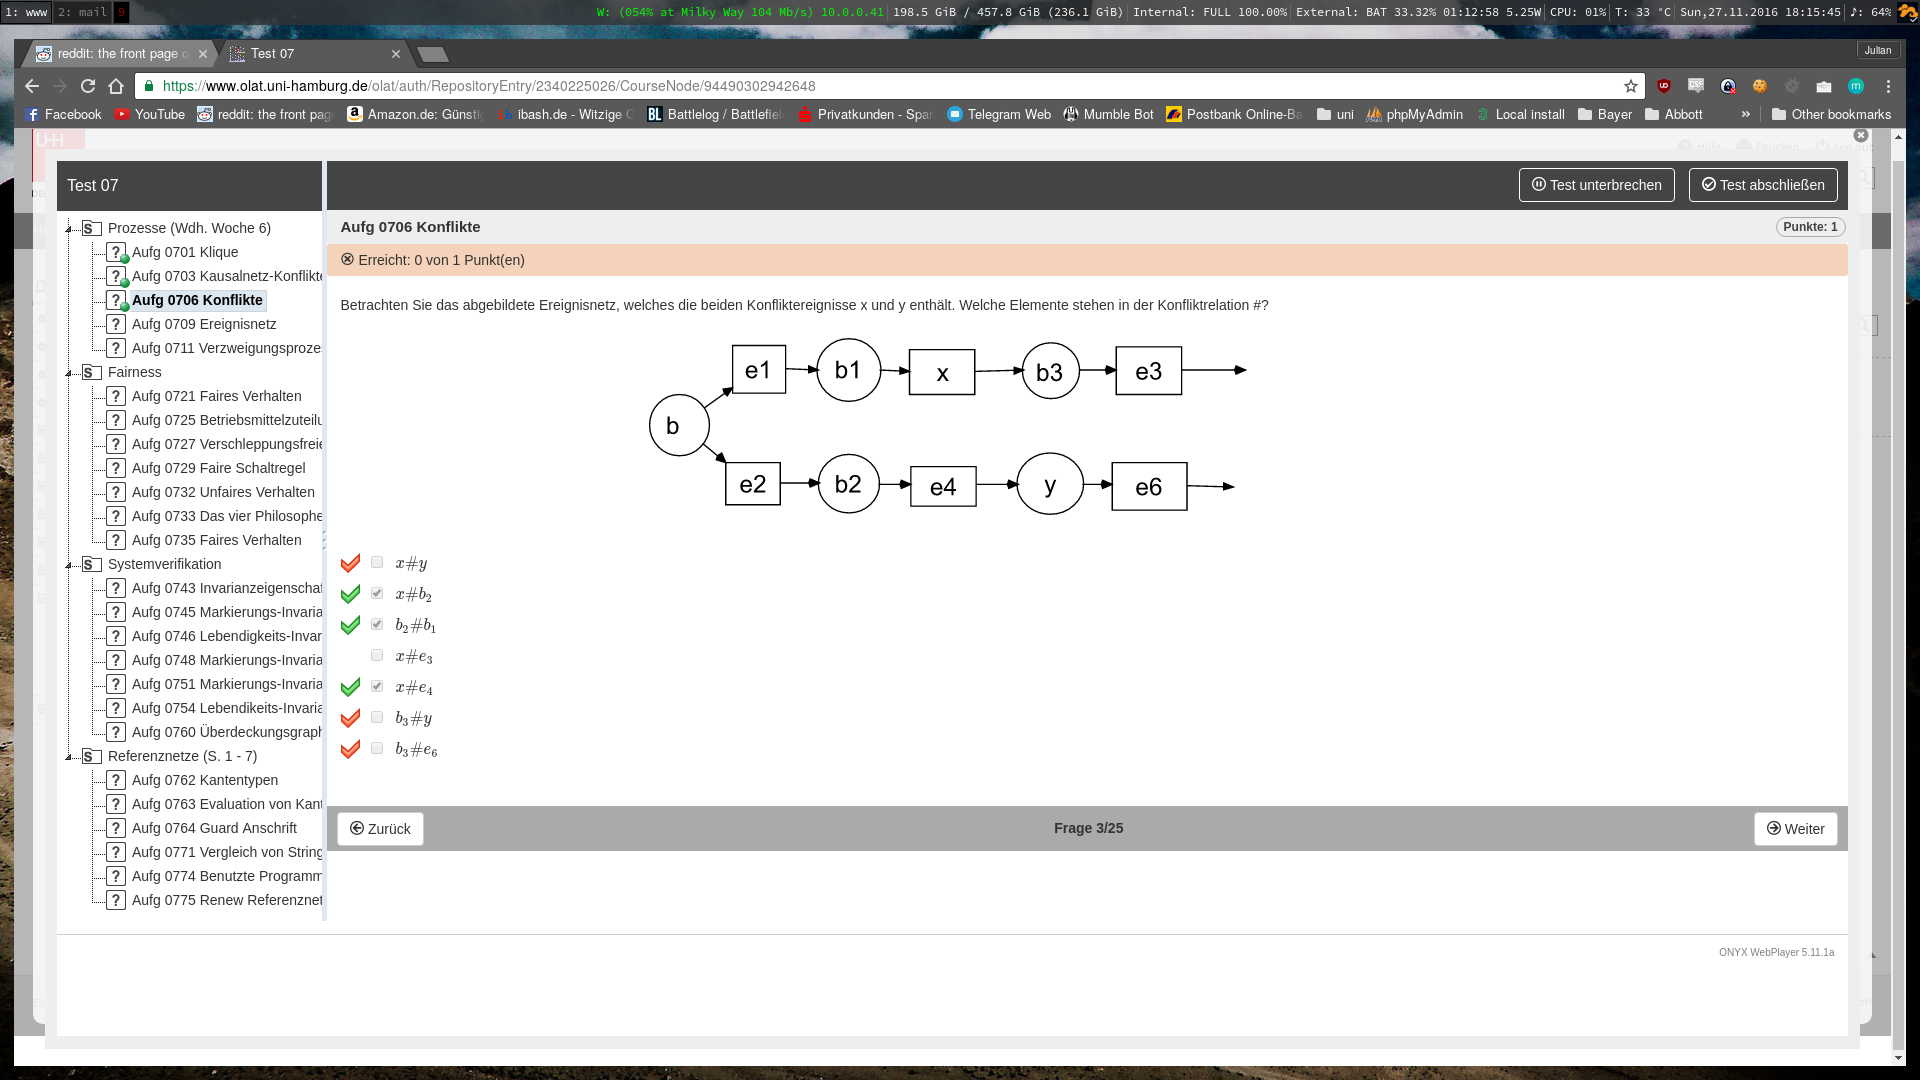 1: www 2: mail 9 W: (054% at Milky Way 104 Mb/s) 10.0.0.41 198.5 GiB / 457.8 GiB (236.1 GiB) Internal: FULL 100.00% External: BAT 33.32% 01:12:58 5.25W CPU: 01% T: 33 °C Sun,27.11.2016 18:15:45 ♪: 64%
reddit: the front page o Test 07 Julian
https://www.olat.uni-hamburg.de/olat/auth/RepositoryEntry/2340225026/CourseNode/94490302942648
Facebook YouTube reddit: the front pag Amazon.de: Günsti ibash.de - Witzige C Battlelog / Battlefiel Privatkunden - Spar Telegram Web Mumble Bot Postbank Online-Ba uni phpMyAdmin Local install Bayer Abbott » Other bookmarks
Test 07 Test unterbrechen Test abschließen
Prozesse (Wdh. Woche 6)
Aufg 0701 Klique
Aufg 0703 Kausalnetz-Konflikte
Aufg 0706 Konflikte
Aufg 0709 Ereignisnetz
Aufg 0711 Verzweigungsproze
Fairness
Aufg 0721 Faires Verhalten
Aufg 0725 Betriebsmittelzuteilu
Aufg 0727 Verschleppungsfreie
Aufg 0729 Faire Schaltregel
Aufg 0732 Unfaires Verhalten
Aufg 0733 Das vier Philosophe
Aufg 0735 Faires Verhalten
Systemverifikation
Aufg 0743 Invarianzeigenschaf
Aufg 0745 Markierungs-Invaria
Aufg 0746 Lebendigkeits-Invar
Aufg 0748 Markierungs-Invaria
Aufg 0751 Markierungs-Invaria
Aufg 0754 Lebendikeits-Invaria
Aufg 0760 Überdeckungsgraph
Referenznetze (S. 1 - 7)
Aufg 0762 Kantentypen
Aufg 0763 Evaluation von Kant
Aufg 0764 Guard Anschrift
Aufg 0771 Vergleich von String
Aufg 0774 Benutzte Programm
Aufg 0775 Renew Referenznet
Aufg 0706 Konflikte Punkte: 1
Erreicht: 0 von 1 Punkt(en)
Betrachten Sie das abgebildete Ereignisnetz, welches die beiden Konfliktereignisse x und y enthält. Welche Elemente stehen in der Konfliktrelation #?
e1 b1 x b3 e3
b
e2 b2 e4 y e6
x#y
x#b₂
b₂#b₁
x#e₃
x#e₄
b₃#y
b₃#e₆
Zurück Frage 3/25 Weiter
ONYX WebPlayer 5.11.1a